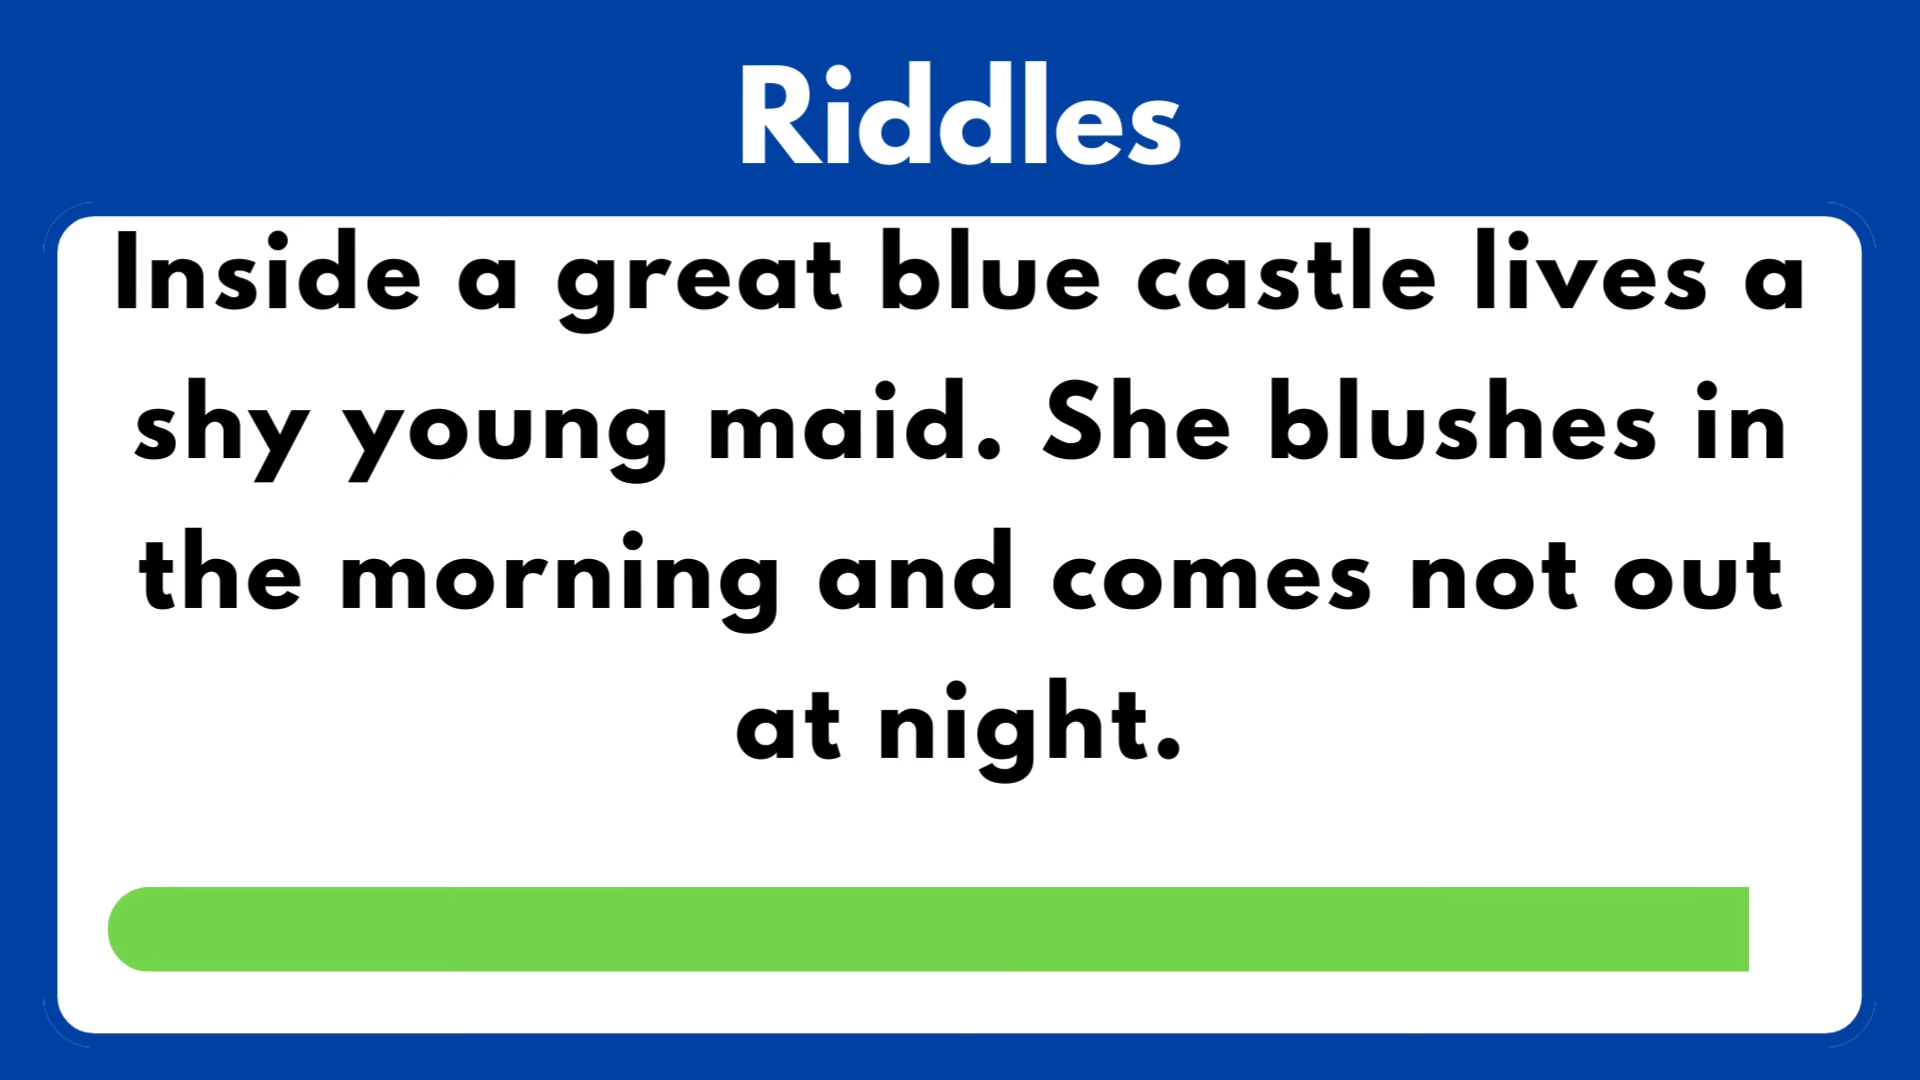 Riddles
Inside a great blue castle lives a
shy young maid. She blushes in
the morning and comes not out
at night.